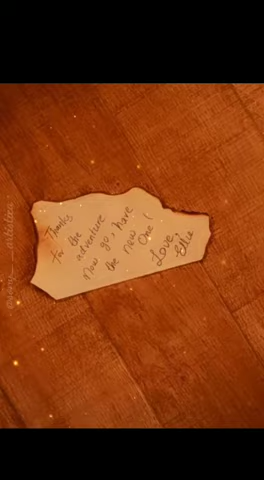 Thanks
for the
adventure
now go, have
the new
One!
Love
Ellie